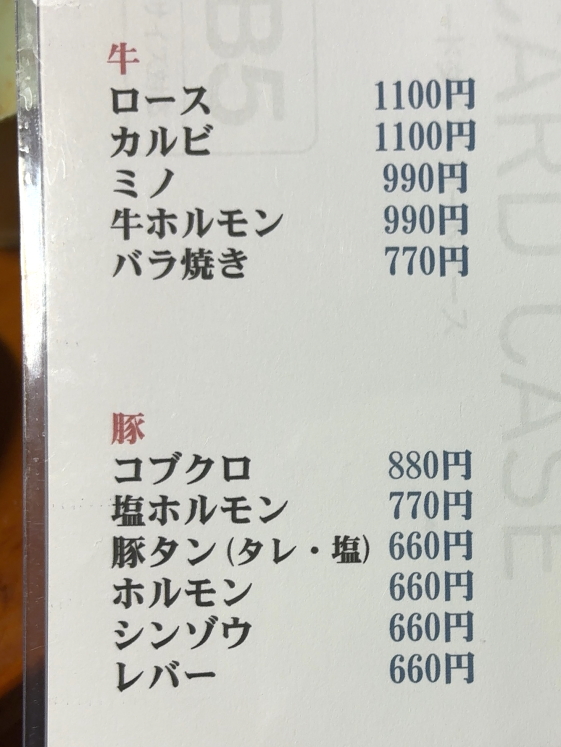 牛
ロース 1100円
カルビ 1100円
ミノ 990円
牛ホルモン 990円
バラ焼き 770円
豚
コブクロ 880円
塩ホルモン 770円
豚タン(タレ・塩) 660円
ホルモン 660円
シンゾウ 660円
レバー 660円
B5
CARD CASE